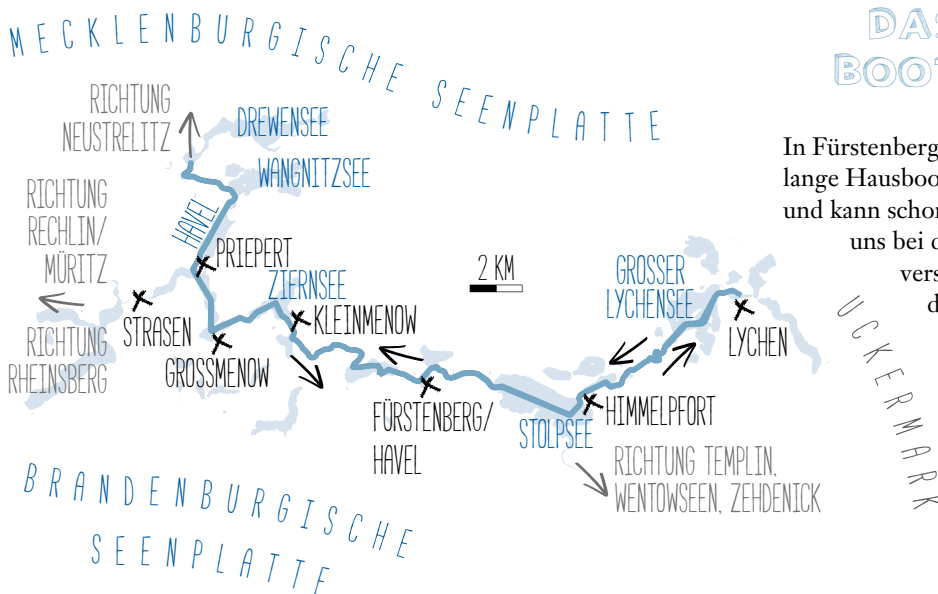 MECKLENBURGISCHE SEENPLATTE
DAS
BOOT
RICHTUNG
NEUSTRELITZ
DREWENSEE
WANGNITZSEE
In Fürstenberg
lange Hausboo
und kann schon
uns bei d
vers
d
RICHTUNG
RECHLIN/
MÜRITZ
HAVEL
PRIEPERT
ZIERNSEE
2 KM
GROSSER
LYCHENSEE
KLEINMENOW
STRASEN
LYCHEN
UCKERMARK
RICHTUNG
RHEINSBERG
GROSSMENOW
FÜRSTENBERG/
HAVEL
HIMMELPFORT
STOLPSEE
RICHTUNG TEMPLIN,
WENTOWSEEN, ZEHDENICK
BRANDENBURGISCHE
SEENPLATTE